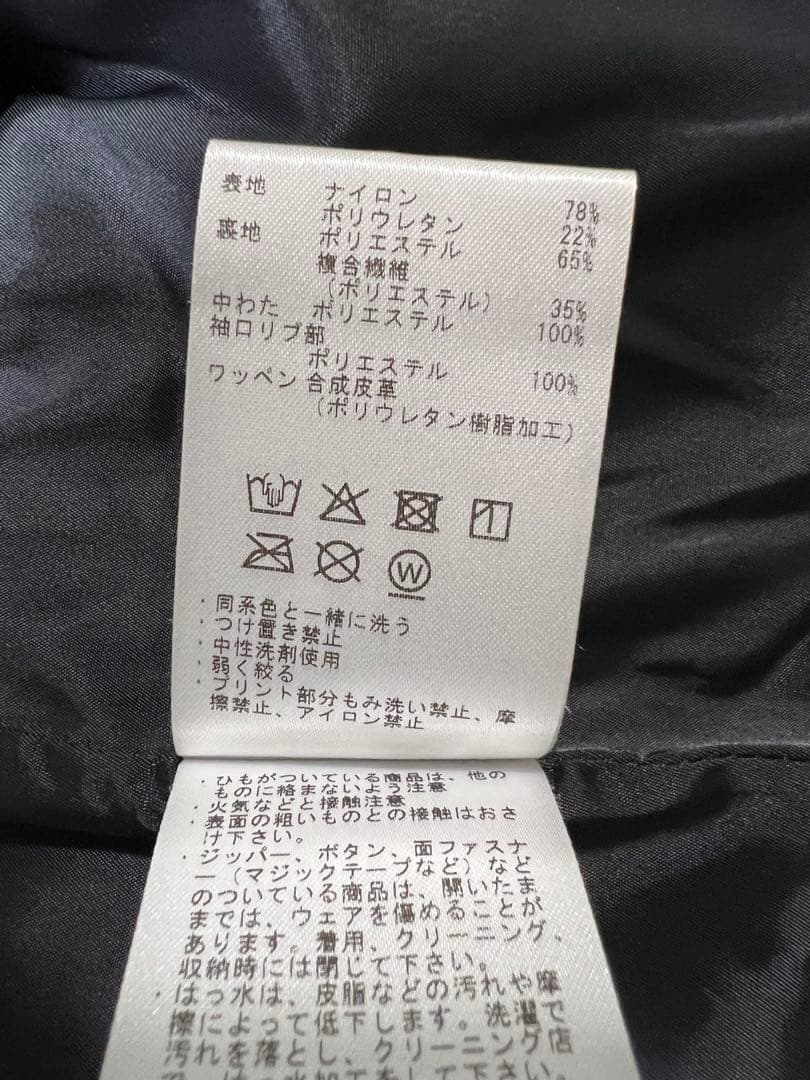 表地 ナイロン 78%
ポリウレタン 22%
裏地 ポリエステル 65%
複合繊維
(ポリエステル) 35%
中わた ポリエステル 100%
袖口リブ部
ポリエステル 100%
ワッペン 合成皮革
(ポリウレタン樹脂加工)
W
・同系色と一緒に洗う
・つけ置き禁止
・中性洗剤使用
・弱く絞る
・プリント部分もみ洗い禁止、摩
擦禁止、アイロン禁止
・ひもがついている商品は、他の
ものに絡まないよう注意
・火気などと接触注意
・表面の粗いものとの接触はおさ
け下さい。
・ジッパー、ボタン、面ファスナ
ー(マジックテープなど)など
のついている商品は、開いたま
までは、ウェアを傷めることが
あります。着用、クリーニング、
収納時には閉じて下さい。
・はっ水は、皮脂などの汚れや摩
擦によって低下します。洗濯で
汚れを落とし、クリーニング店
で、はっ水加工をして下さい。